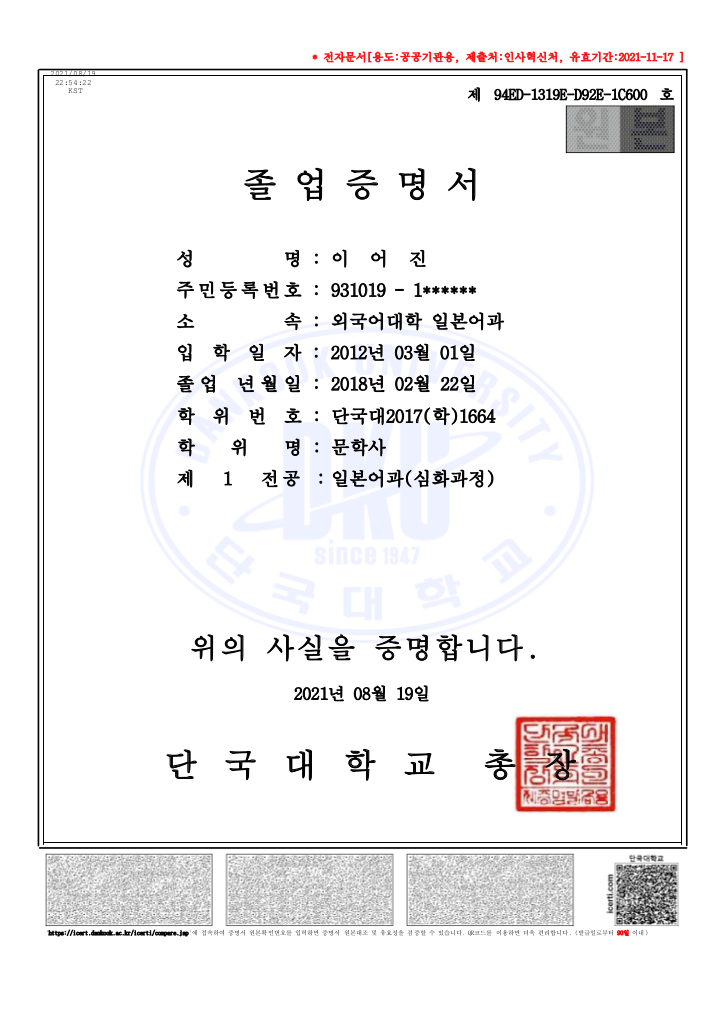 * 전자문서[용도:공공기관용, 제출처:인사혁신처, 유효기간:2021-11-17 ]
2021/08/19
22:54:22
KST
제 94ED-1319E-D92E-1C600 호
원본
졸 업 증 명 서
성 명 : 이 어 진
주민등록번호 : 931019 - 1******
소 속 : 외국어대학 일본어과
입 학 일 자 : 2012년 03월 01일
졸업 년월일 : 2018년 02월 22일
학 위 번 호 : 단국대2017(학)1664
학 위 명 : 문학사
제 1 전공 : 일본어과(심화과정)
DANKOOK UNIVERSITY
DKU
since 1947
단국대학교
위의 사실을 증명합니다.
2021년 08월 19일
단 국 대 학 교 총 장
단국대학교
icerti.com
https://icert.dankook.ac.kr/icerti/compare.jsp 에 접속하여 증명서 원본확인번호를 입력하면 증명서 원본대조 및 유효성을 검증할 수 있습니다. QR코드를 이용하면 더욱 편리합니다. (발급일로부터 90일 이내)